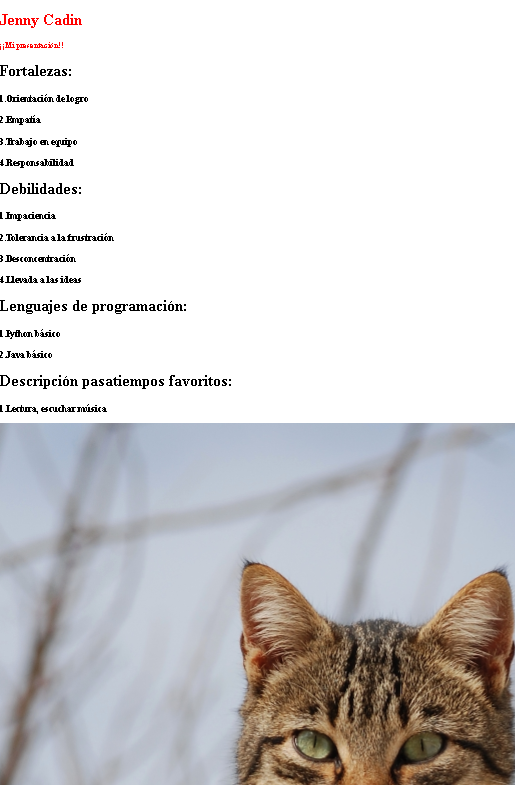 Jenny Cadin
¡¡Mi presentación!!
Fortalezas:
1.Orientación de logro
2.Empatía
3.Trabajo en equipo
4.Responsabilidad
Debilidades:
1.Impaciencia
2.Tolerancia a la frustración
3.Desconcentración
4.Llevada a las ideas
Lenguajes de programación:
1.Python básico
2.Java básico
Descripción pasatiempos favoritos:
1.Lectura, escuchar música